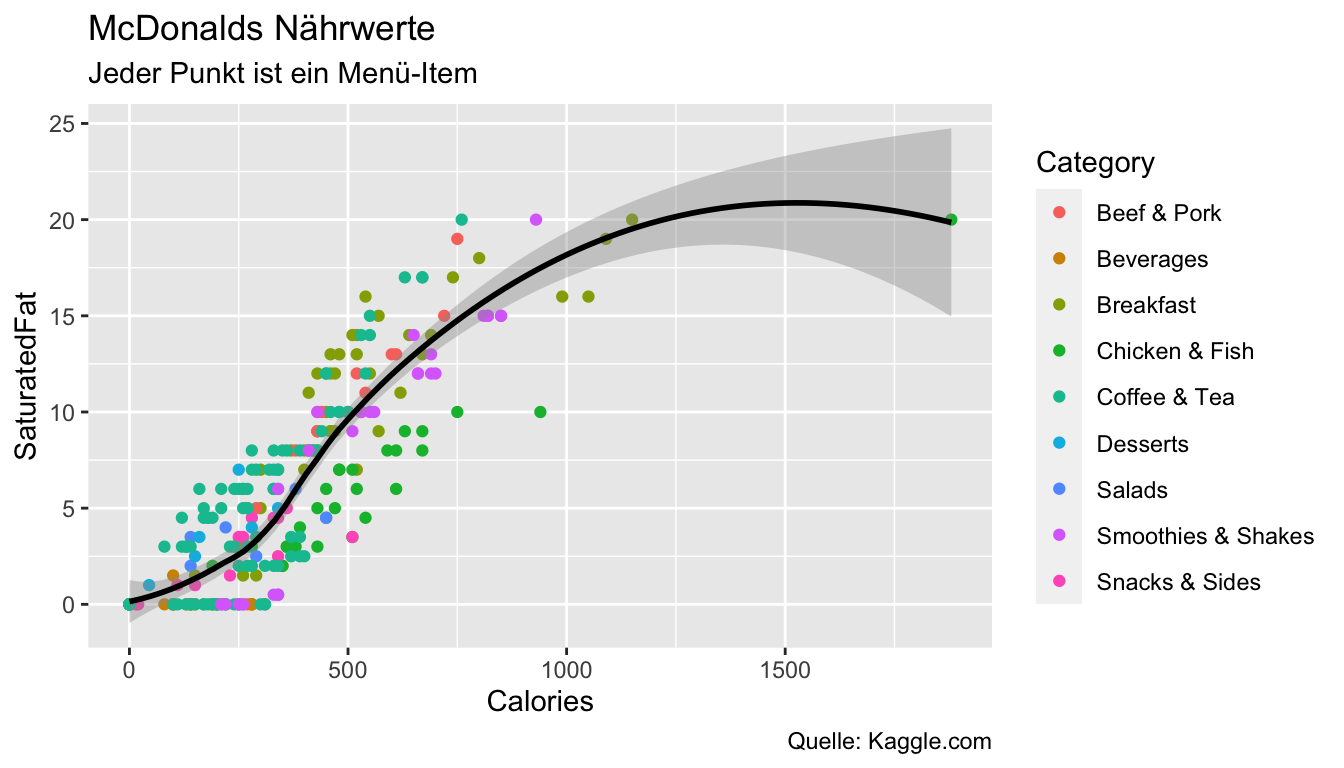 McDonalds Nährwerte
Jeder Punkt ist ein Menü-Item
SaturatedFat
25
20
15
10
5
0
0 500 1000 1500
Calories
Category
Beef & Pork
Beverages
Breakfast
Chicken & Fish
Coffee & Tea
Desserts
Salads
Smoothies & Shakes
Snacks & Sides
Quelle: Kaggle.com